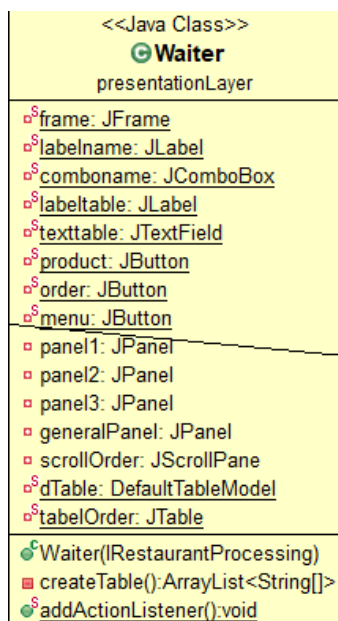 <<Java Class>>
Waiter
presentationLayer
frame: JFrame
labelname: JLabel
comboname: JComboBox
labeltable: JLabel
texttable: JTextField
product: JButton
order: JButton
menu: JButton
panel1: JPanel
panel2: JPanel
panel3: JPanel
generalPanel: JPanel
scrollOrder: JScrollPane
dTable: DefaultTableModel
tabelOrder: JTable
Waiter(IRestaurantProcessing)
createTable():ArrayList<String[]>
addActionListener():void